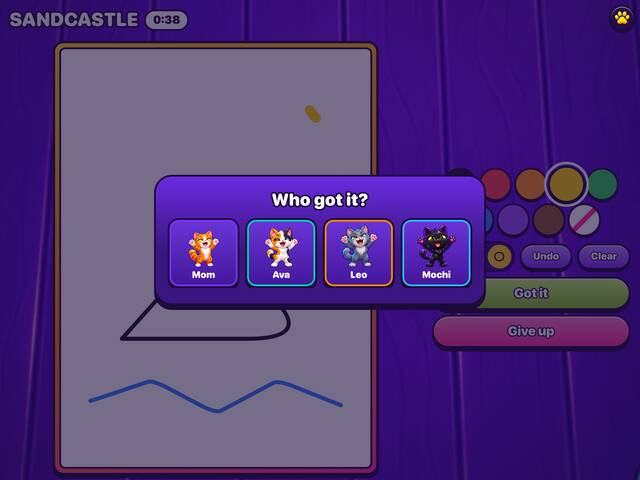 SANDCASTLE 0:38
Who got it?
Mom Ava Leo Mochi
Undo Clear
Got it
Give up